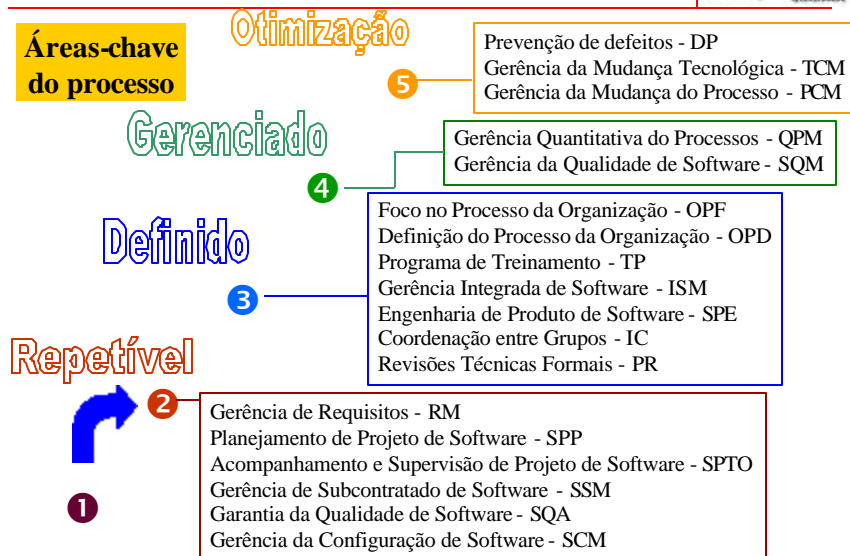 Áreas-chave
do processo
Otimização
5
Prevenção de defeitos - DP
Gerência da Mudança Tecnológica - TCM
Gerência da Mudança do Processo - PCM
Gerenciado
4
Gerência Quantitativa do Processos - QPM
Gerência da Qualidade de Software - SQM
Definido
3
Foco no Processo da Organização - OPF
Definição do Processo da Organização - OPD
Programa de Treinamento - TP
Gerência Integrada de Software - ISM
Engenharia de Produto de Software - SPE
Coordenação entre Grupos - IC
Revisões Técnicas Formais - PR
Repetível
2
Gerência de Requisitos - RM
Planejamento de Projeto de Software - SPP
Acompanhamento e Supervisão de Projeto de Software - SPTO
Gerência de Subcontratado de Software - SSM
Garantia da Qualidade de Software - SQA
Gerência da Configuração de Software - SCM
1